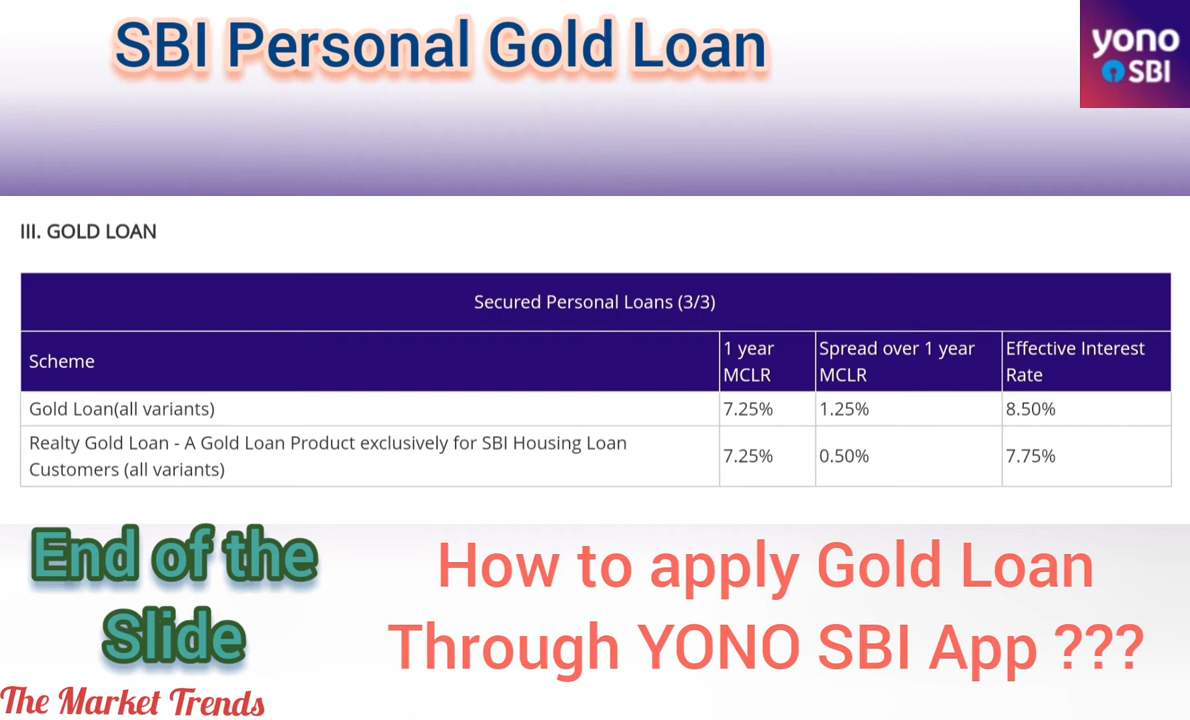 SBI Personal Gold Loan
yono
SBI
III. GOLD LOAN
Secured Personal Loans (3/3)
Scheme
1 year
MCLR
Spread over 1 year
MCLR
Effective Interest
Rate
Gold Loan(all variants)
7.25%
1.25%
8.50%
Realty Gold Loan - A Gold Loan Product exclusively for SBI Housing Loan
Customers (all variants)
7.25%
0.50%
7.75%
End of the
Slide
How to apply Gold Loan
Through YONO SBI App ???
The Market Trends